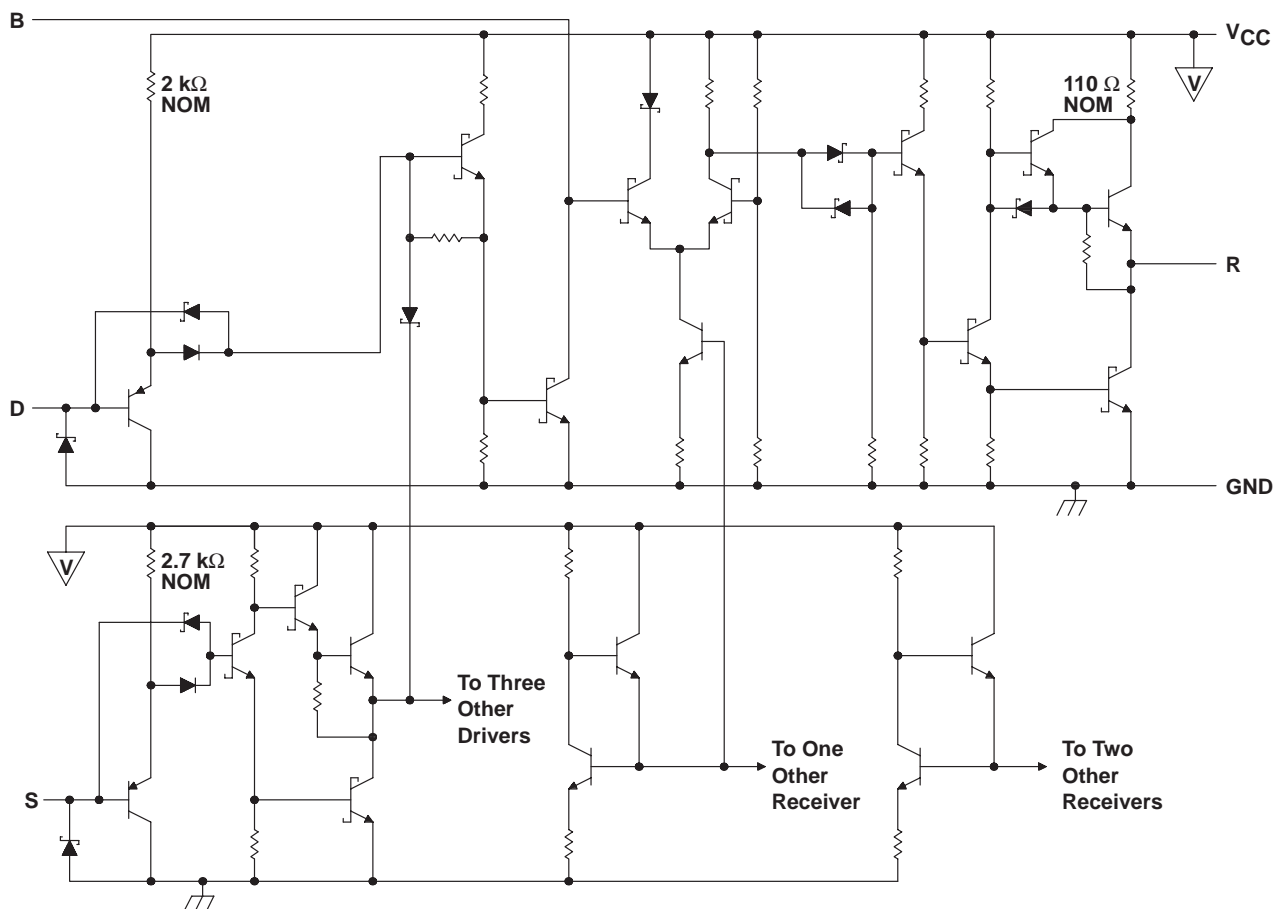 B
VCC
V
2 kΩ
NOM
110 Ω
NOM
R
D
GND
V
2.7 kΩ
NOM
To Three
Other
Drivers
To One
Other
Receiver
To Two
Other
Receivers
S